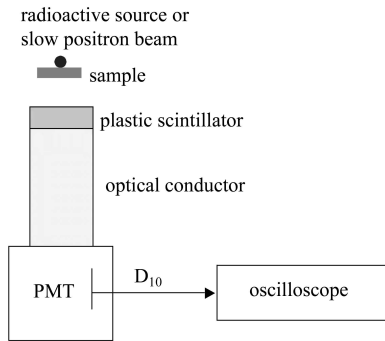 radioactive source or
slow positron beam
sample
plastic scintillator
optical conductor
PMT
D10
oscilloscope